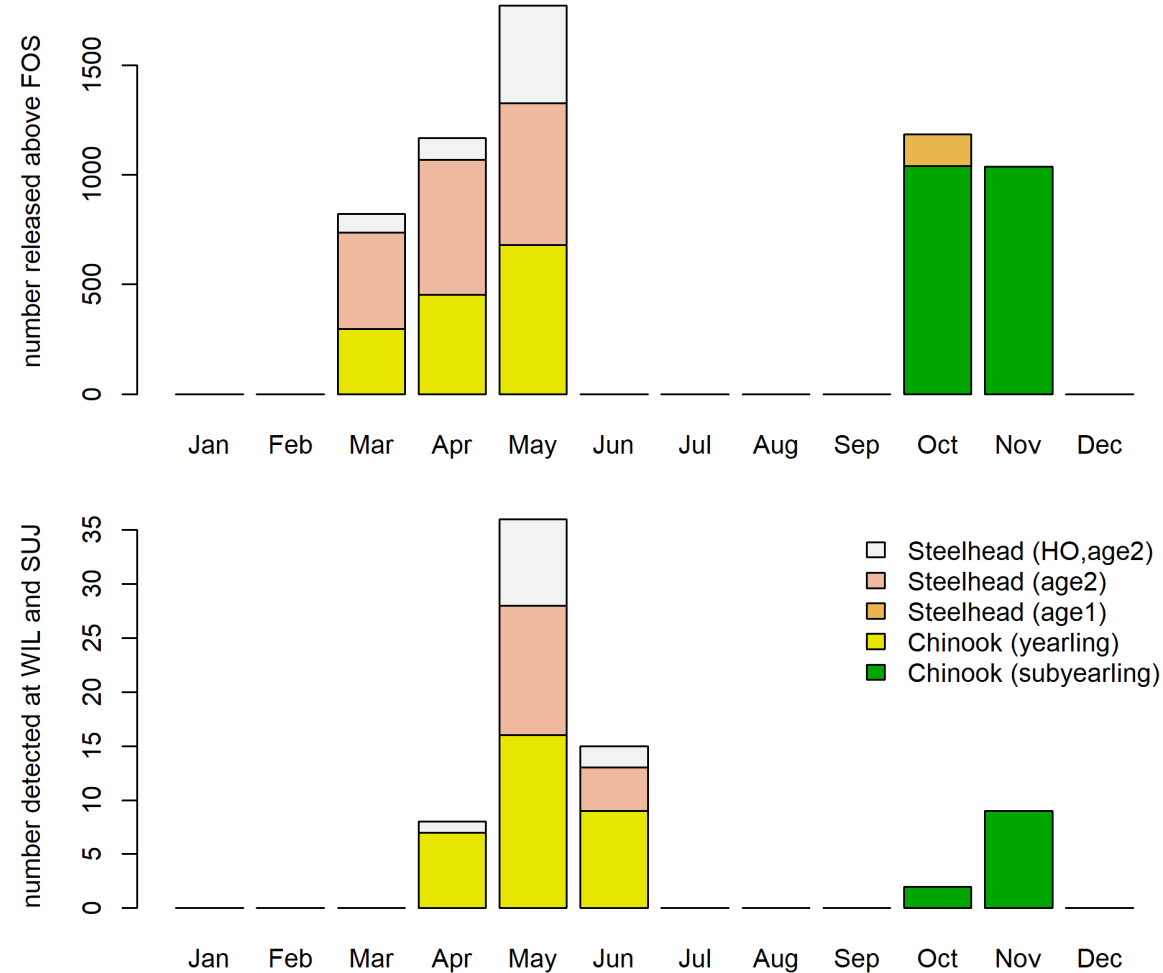 number released above FOS
1500
1000
500
0
Jan Feb Mar Apr May Jun Jul Aug Sep Oct Nov Dec
number detected at WIL and SUJ
35
30
25
20
15
10
5
0
Steelhead (HO,age2)
Steelhead (age2)
Steelhead (age1)
Chinook (yearling)
Chinook (subyearling)
Jan Feb Mar Apr May Jun Jul Aug Sep Oct Nov Dec